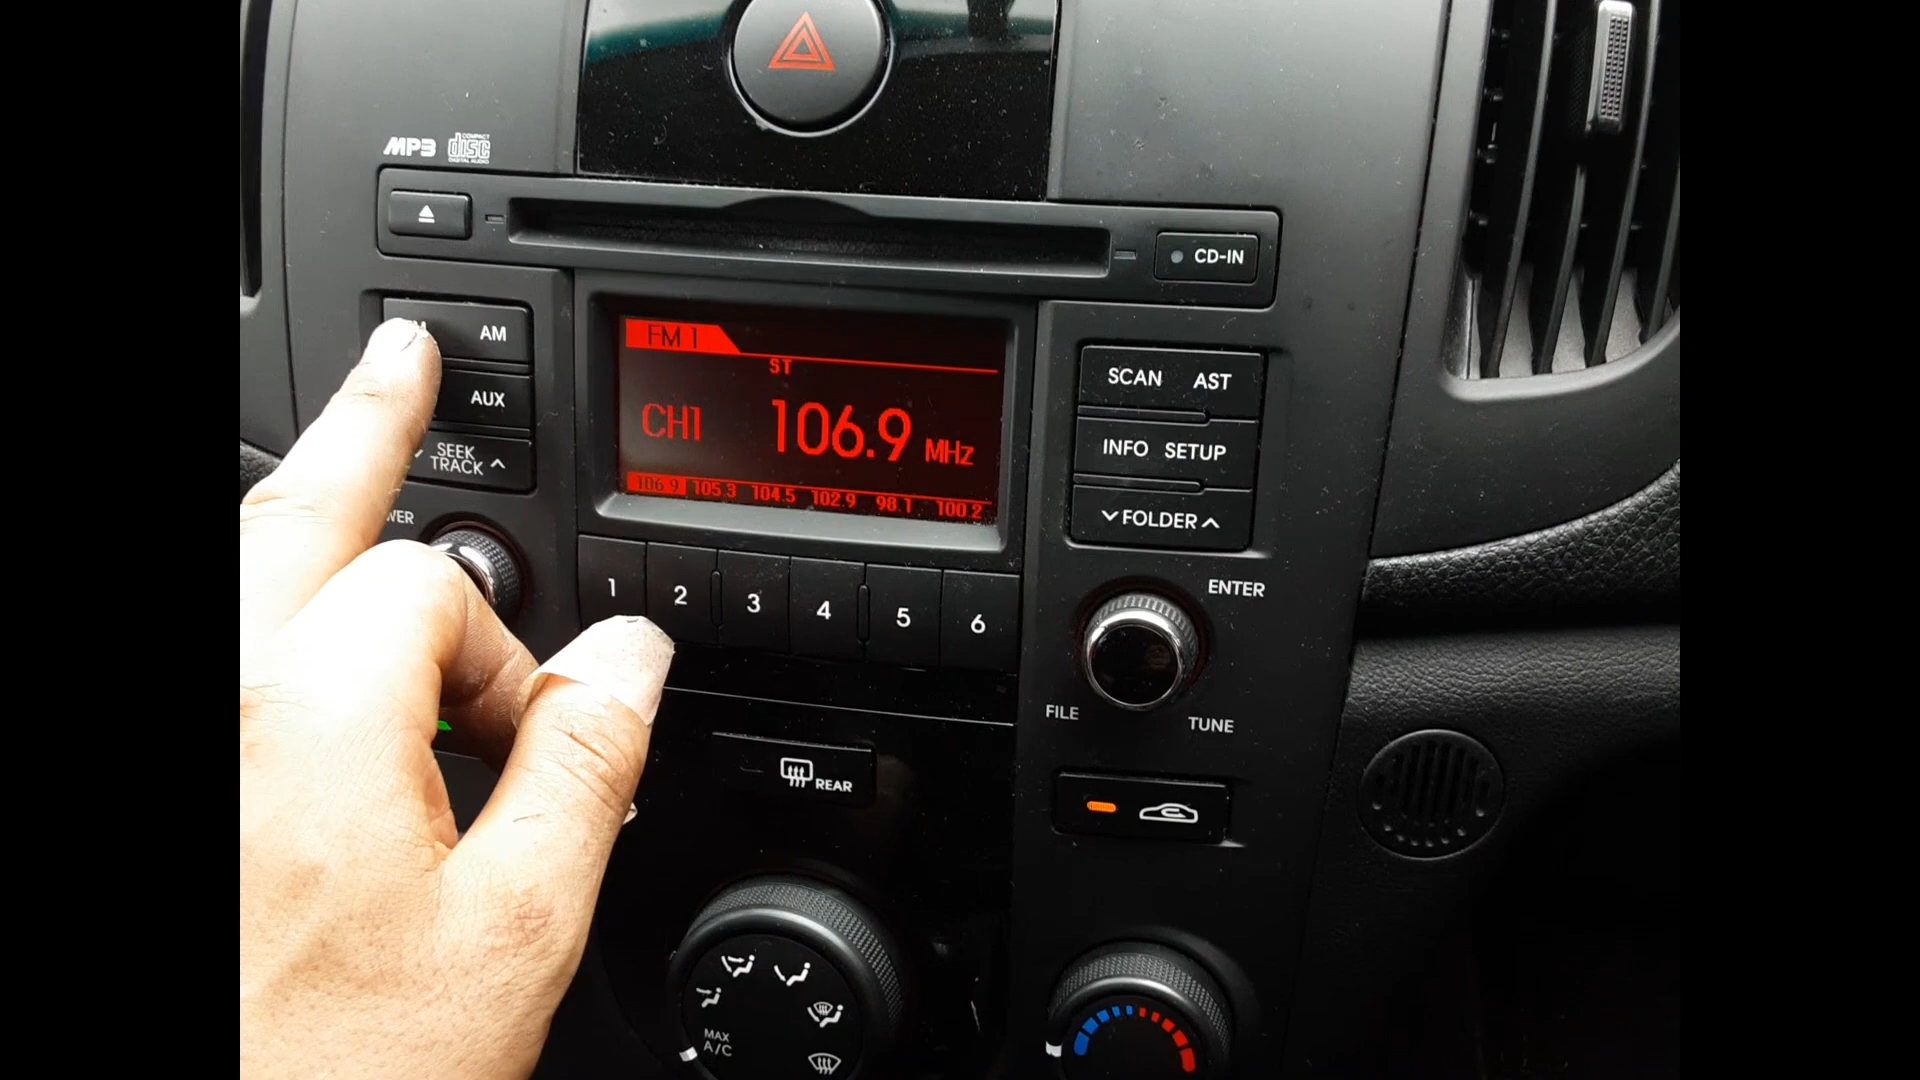 MP3 COMPACT disc DIGITAL AUDIO
CD-IN
AM
AUX
SEEK
TRACK
FM 1
ST
CH1 106.9 MHz
106.9 105.3 104.5 102.9 98.1 100.2
SCAN AST
INFO SETUP
FOLDER
1 2 3 4 5 6
ENTER
FILE
TUNE
REAR
MAX
A/C